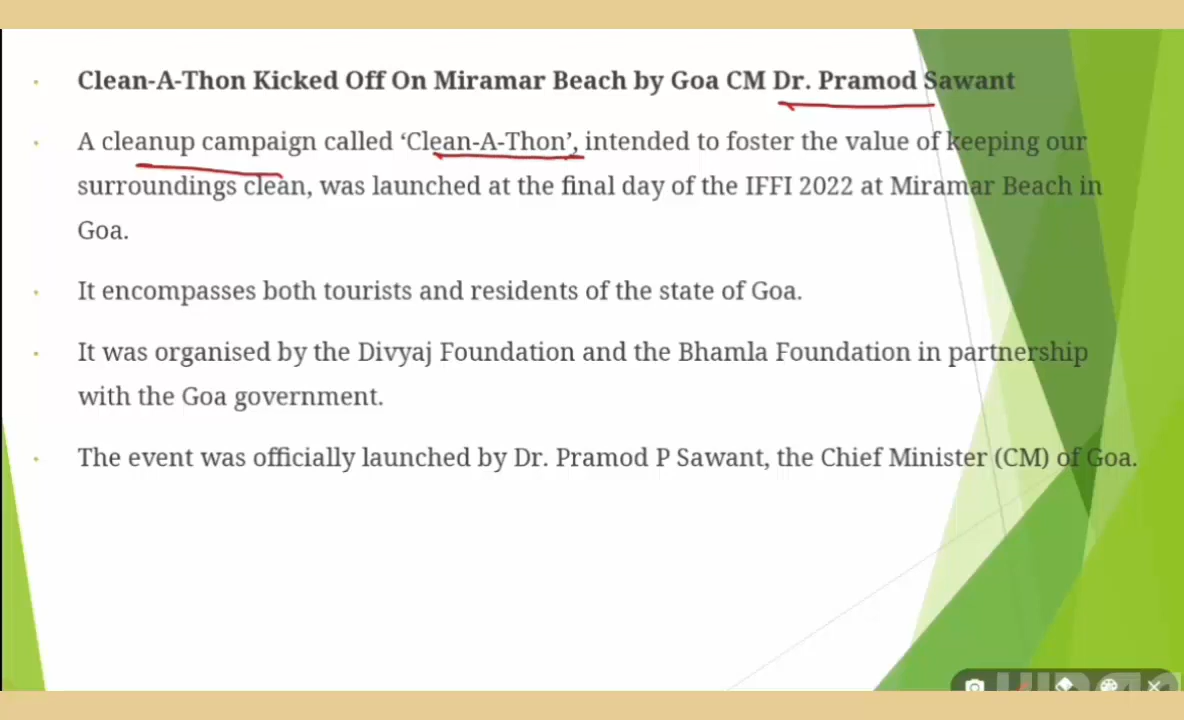 Clean-A-Thon Kicked Off On Miramar Beach by Goa CM Dr. Pramod Sawant
A cleanup campaign called ‘Clean-A-Thon’, intended to foster the value of keeping our
surroundings clean, was launched at the final day of the IFFI 2022 at Miramar Beach in
Goa.
It encompasses both tourists and residents of the state of Goa.
It was organised by the Divyaj Foundation and the Bhamla Foundation in partnership
with the Goa government.
The event was officially launched by Dr. Pramod P Sawant, the Chief Minister (CM) of Goa.